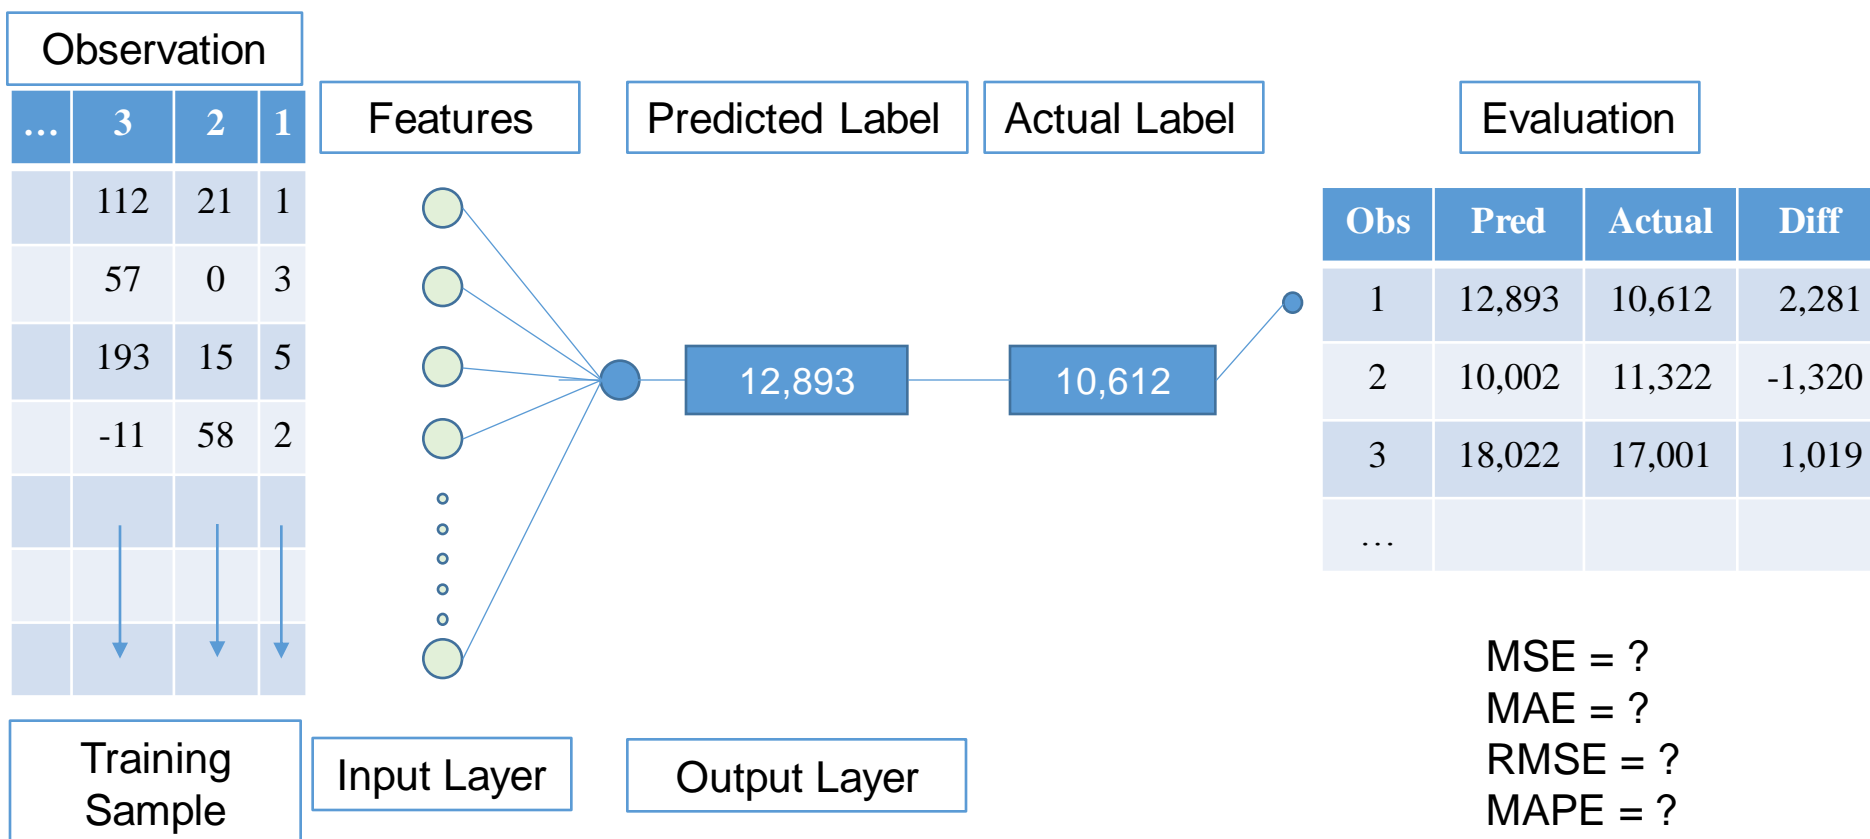 Observation
… 3 2 1
112 21 1
57 0 3
193 15 5
-11 58 2
Training
Sample
Features
Input Layer
Predicted Label
12,893
Output Layer
Actual Label
10,612
Evaluation
Obs Pred Actual Diff
1 12,893 10,612 2,281
2 10,002 11,322 -1,320
3 18,022 17,001 1,019
…
MSE = ?
MAE = ?
RMSE = ?
MAPE = ?